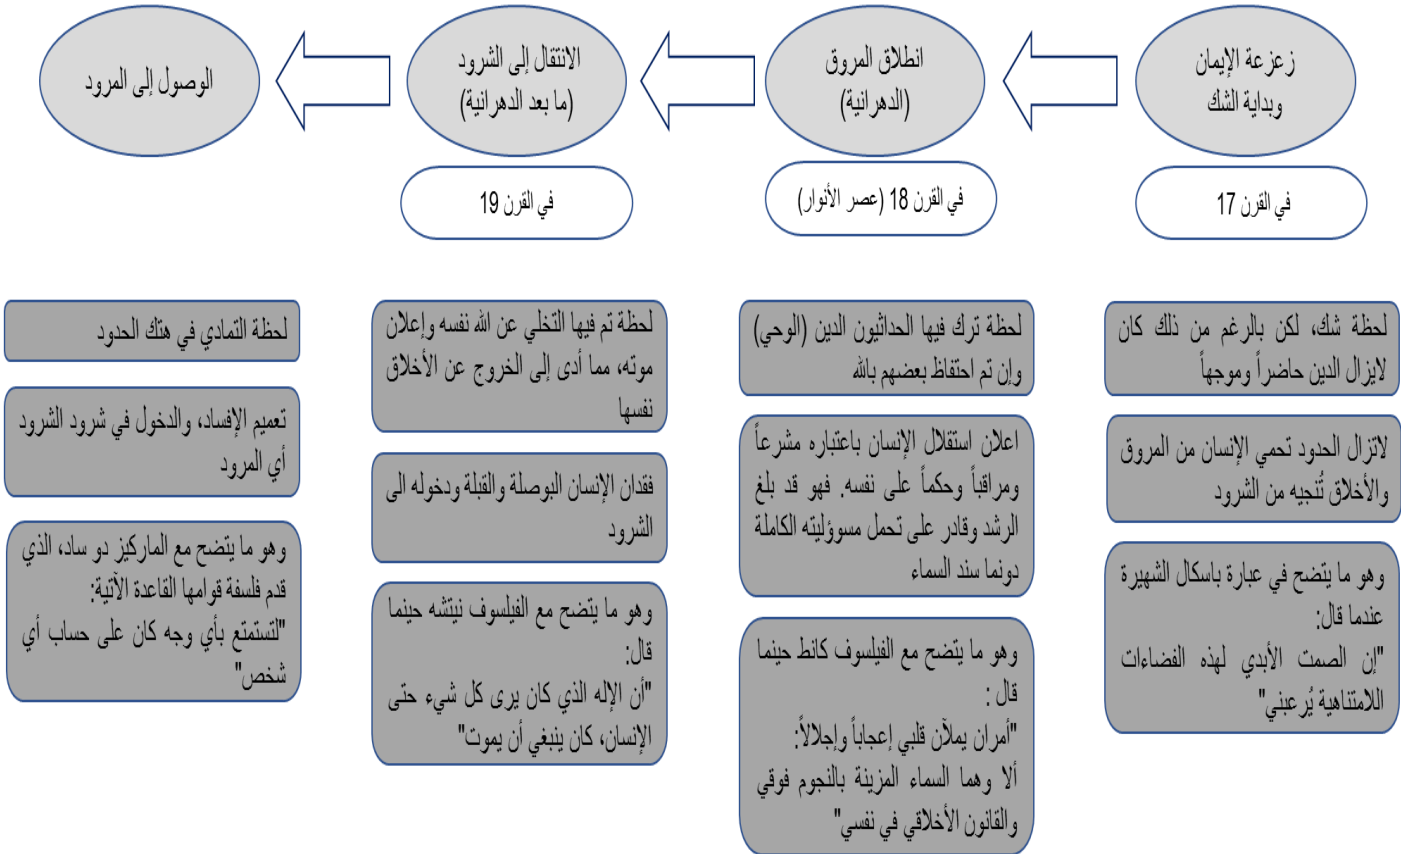 زعزعة الإيمان
وبداية الشك
انطلاق المروق
(الدهرانية)
الانتقال إلى الشرود
(ما بعد الدهرانية)
الوصول إلى المرود
في القرن 17
في القرن 18 (عصر الأنوار)
في القرن 19
لحظة شك، لكن بالرغم من ذلك كان
لايزال الدين حاضراً وموجهاً
لاتزال الحدود تحمي الإنسان من المروق
والأخلاق تُنجيه من الشرود
وهو ما يتضح في عبارة باسكال الشهيرة
عندما قال:
"إن الصمت الأبدي لهذه الفضاءات
اللامتناهية يُرعبني"
لحظة ترك فيها الحداثيون الدين (الوحي)
وإن تم احتفاظ بعضهم بالله
اعلان استقلال الإنسان باعتباره مشرعاً
ومراقباً وحكماً على نفسه. فهو قد بلغ
الرشد وقادر على تحمل مسوؤليته الكاملة
دونما سند السماء
وهو ما يتضح مع الفيلسوف كانط حينما
قال :
"أمران يملآن قلبي إعجاباً وإجلالاً:
ألا وهما السماء المزينة بالنجوم فوقي
والقانون الأخلاقي في نفسي"
لحظة تم فيها التخلي عن الله نفسه وإعلان
موته، مما أدى إلى الخروج عن الأخلاق
نفسها
فقدان الإنسان البوصلة والقبلة ودخوله الى
الشرود
وهو ما يتضح مع الفيلسوف نيتشه حينما
قال:
"أن الإله الذي كان يرى كل شيء حتى
الإنسان، كان ينبغي أن يموت"
لحظة التمادي في هتك الحدود
تعميم الإفساد، والدخول في شرود الشرود
أي المرود
وهو ما يتضح مع الماركيز دو ساد، الذي
قدم فلسفة قوامها القاعدة الآتية:
"لتستمتع بأي وجه كان على حساب أي
شخص"